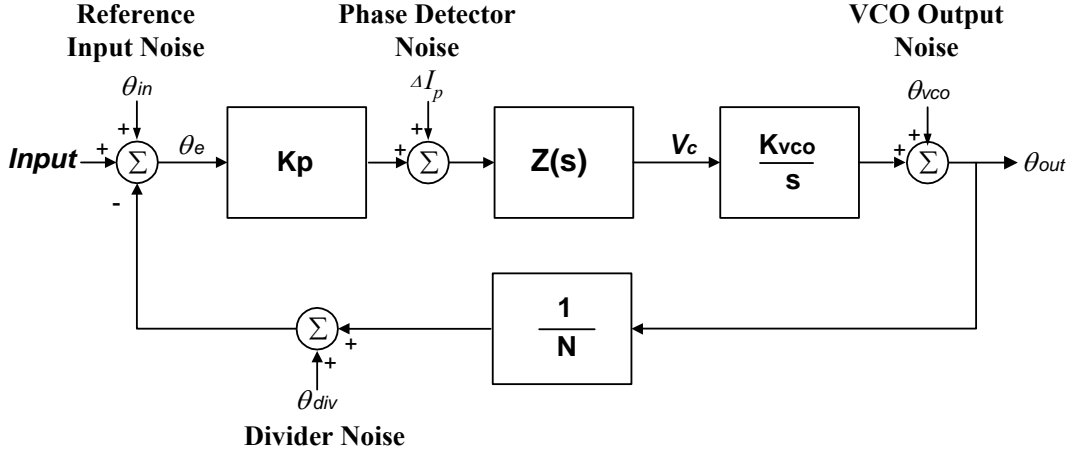 Reference
Input Noise
Phase Detector
Noise
VCO Output
Noise
θin
ΔIp
θvco
+
+
+
+
+
+
Input
Σ
θe
Kp
Σ
Z(s)
Vc
Kvco
s
Σ
θout
-
1
N
Σ
+
+
θdiv
Divider Noise